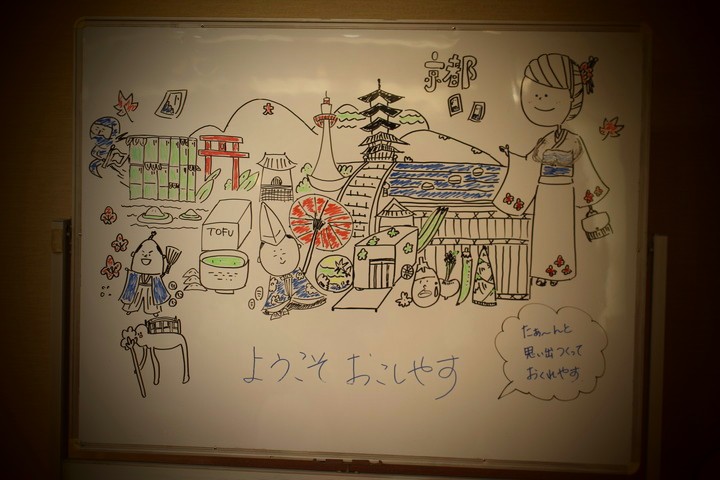 京都
大
TOFU
ようこそ おこしやす
たぁ〜んと
思い出つくって
おくれやす